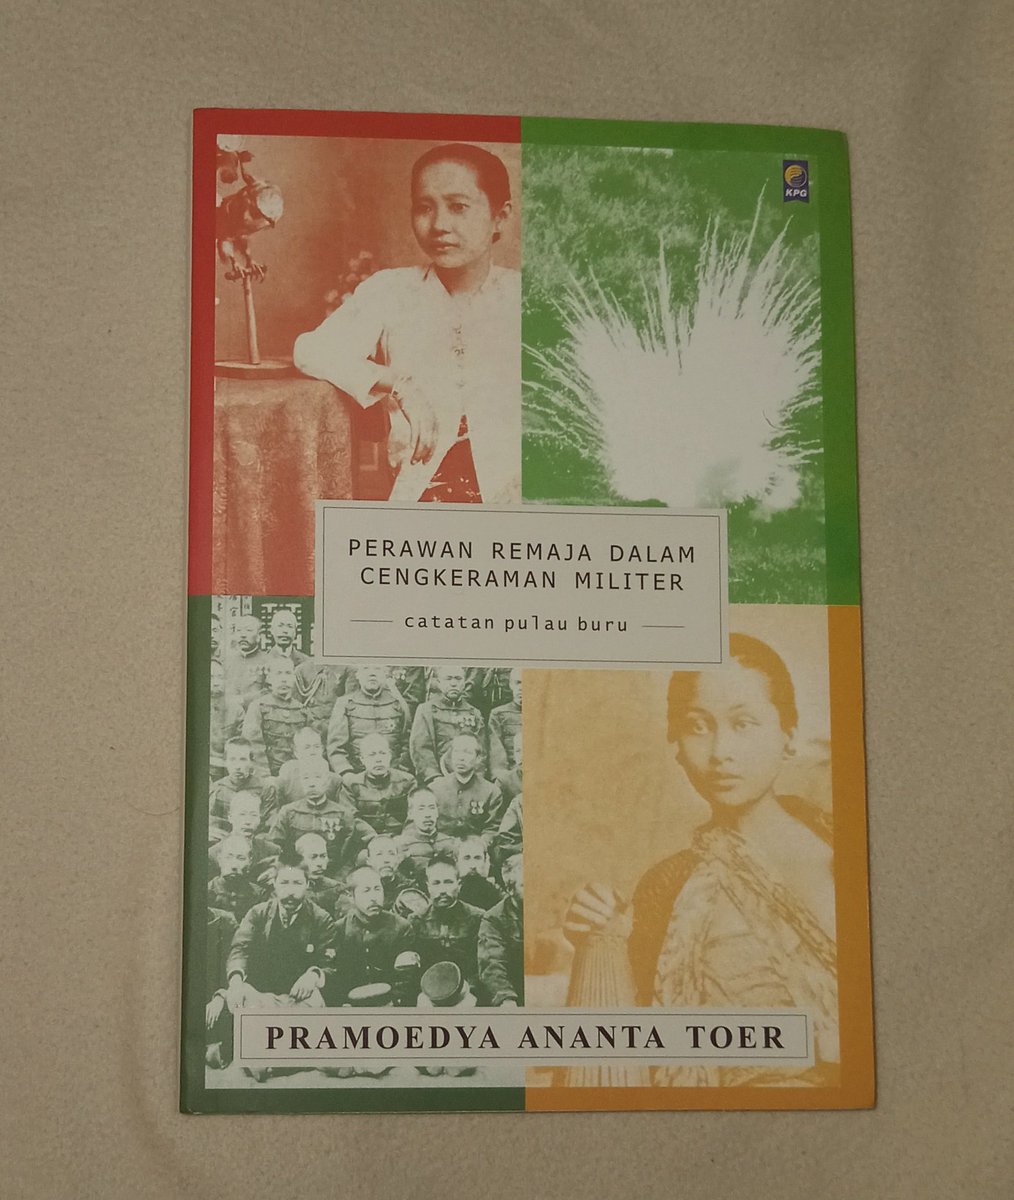 KPG
PERAWAN REMAJA DALAM
CENGKERAMAN MILITER
catatan pulau buru
PRAMOEDYA ANANTA TOER